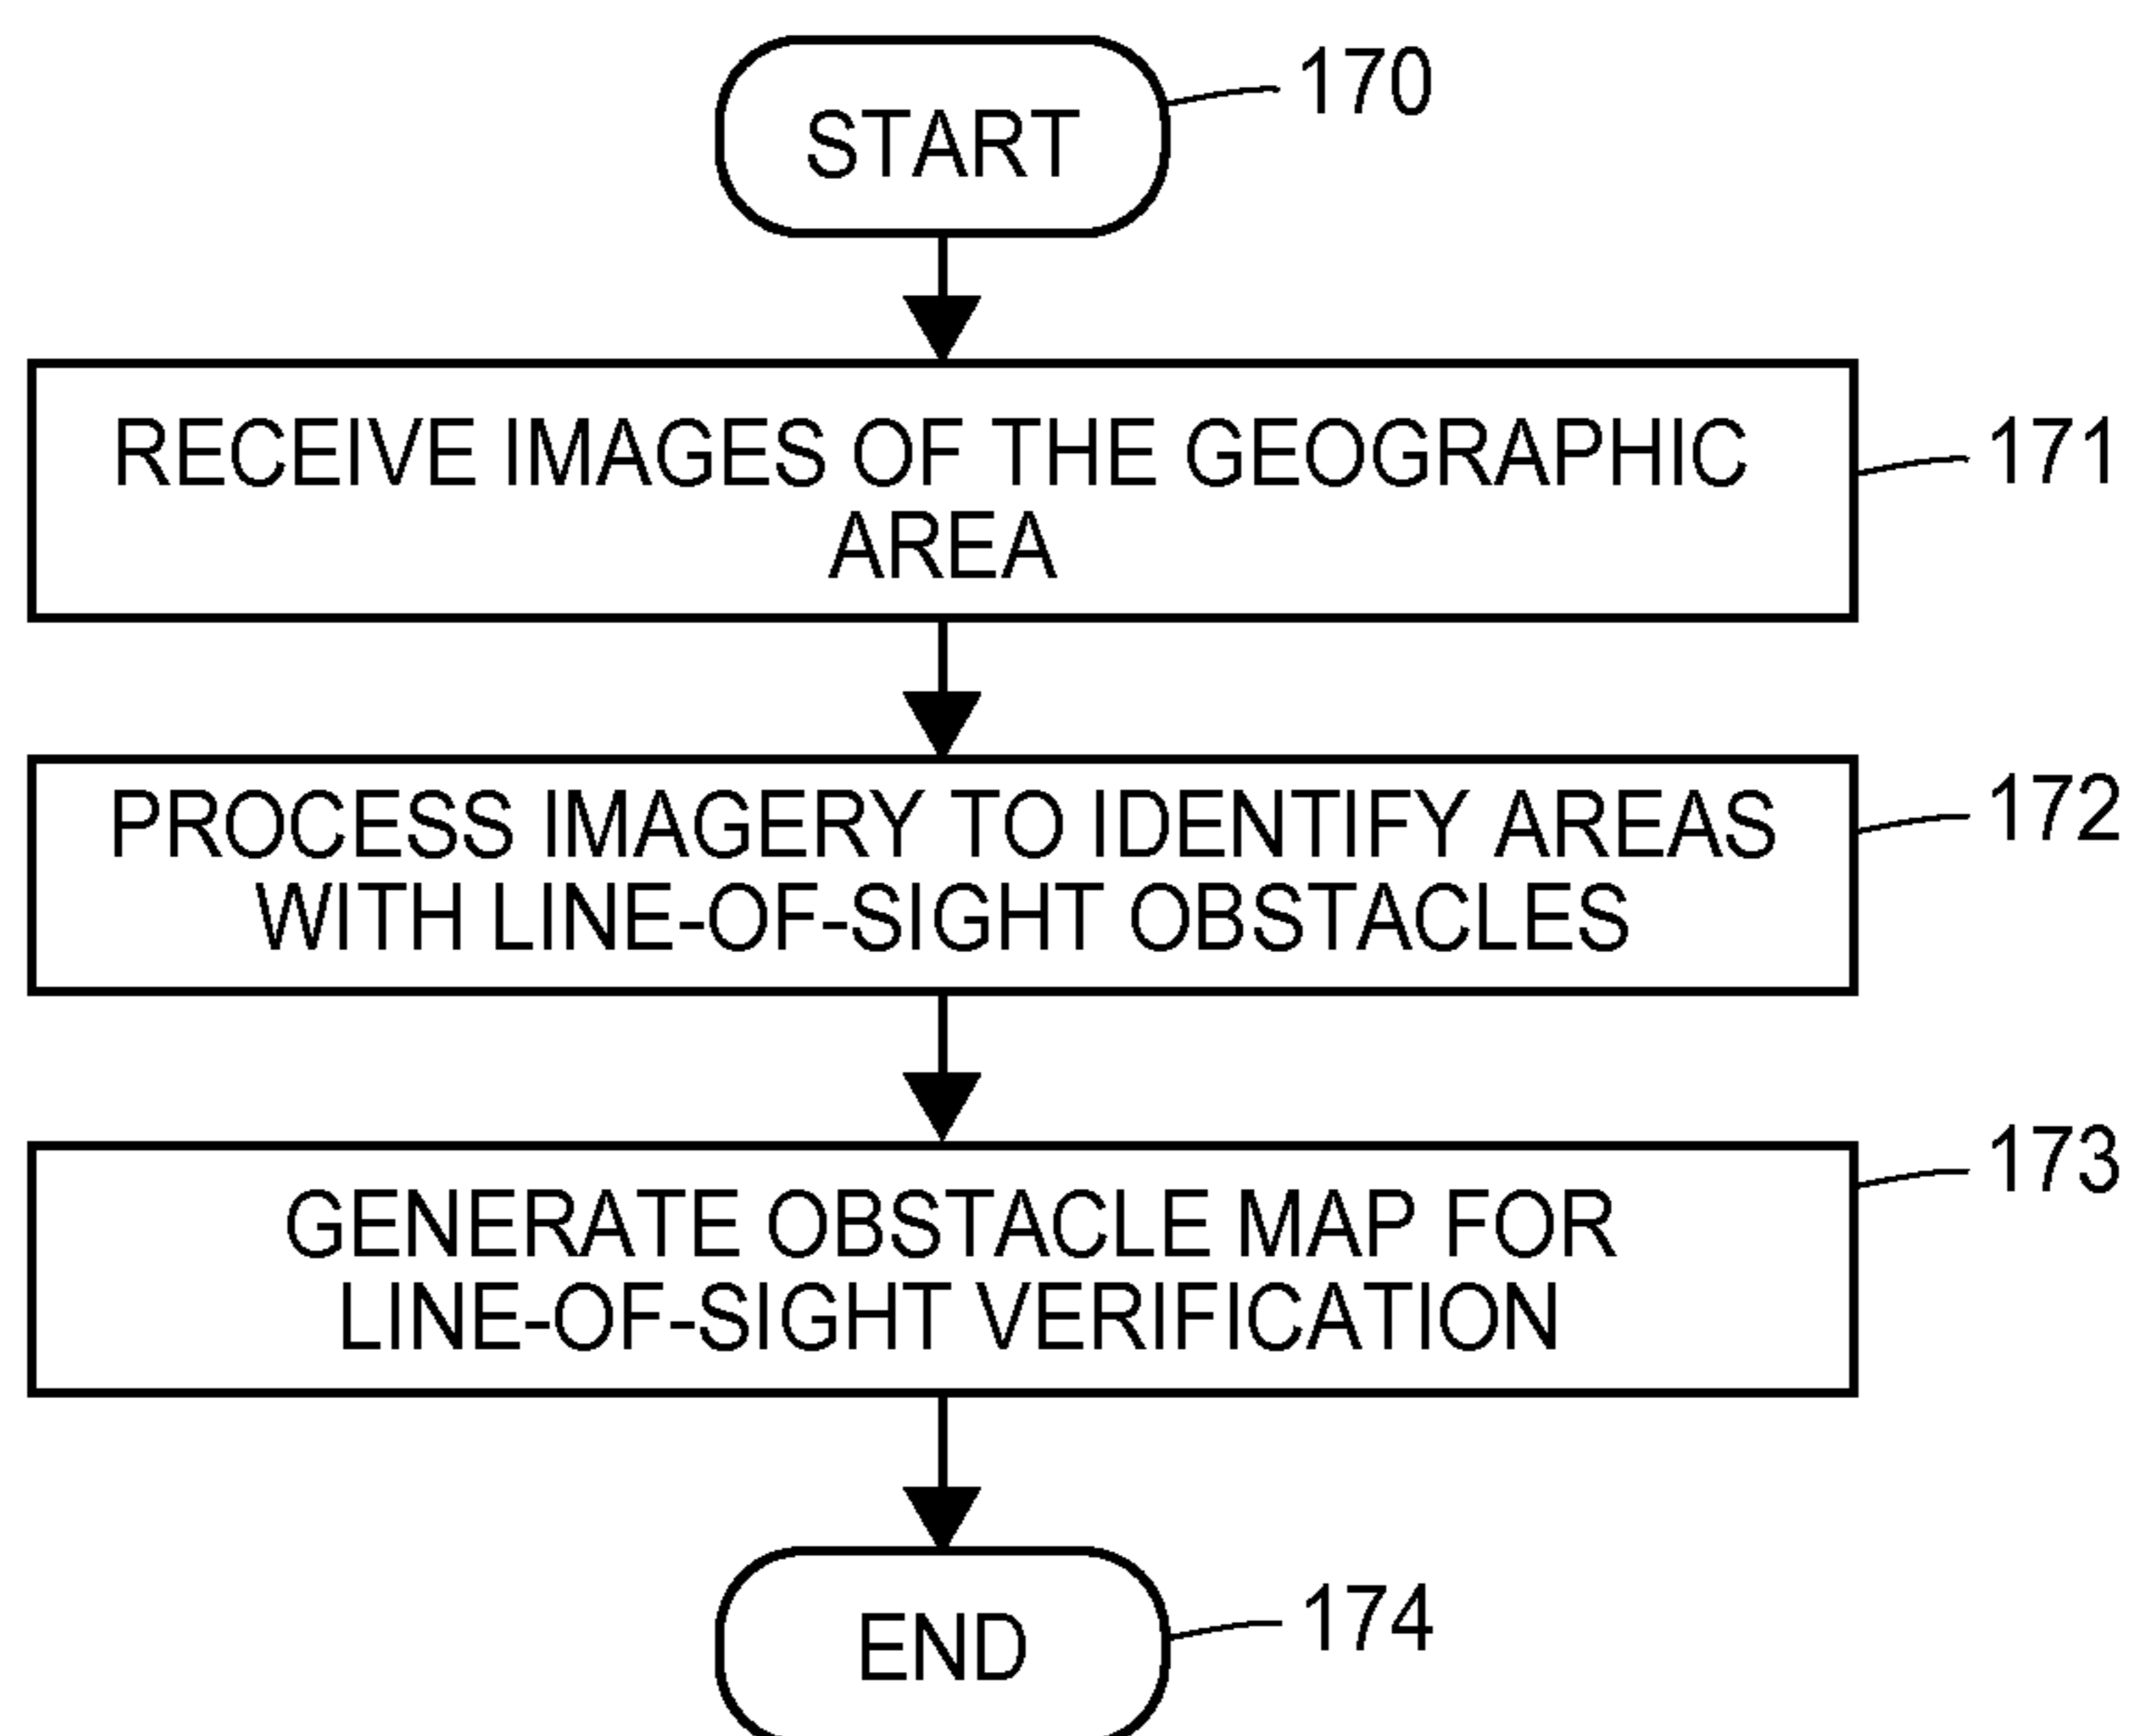 START
170
RECEIVE IMAGES OF THE GEOGRAPHIC
AREA
171
PROCESS IMAGERY TO IDENTIFY AREAS
WITH LINE-OF-SIGHT OBSTACLES
172
GENERATE OBSTACLE MAP FOR
LINE-OF-SIGHT VERIFICATION
173
END
174